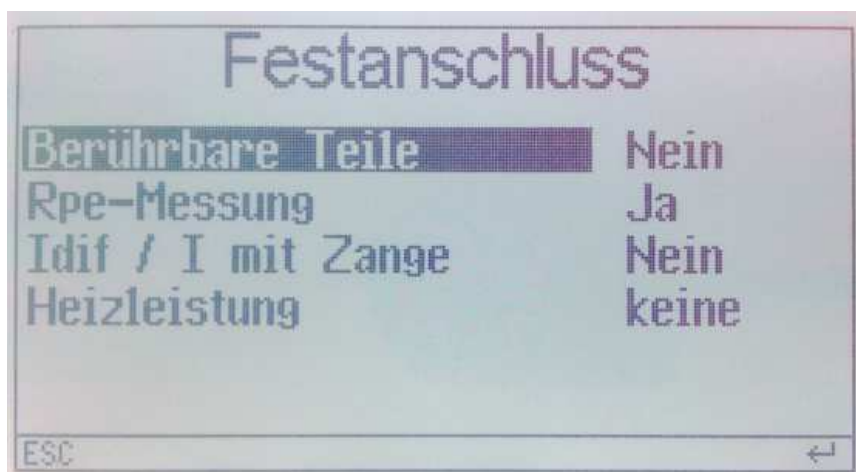 Festanschluss
Berührbare Teile Nein
Rpe-Messung Ja
Idif / I mit Zange Nein
Heizleistung keine
ESC ↵